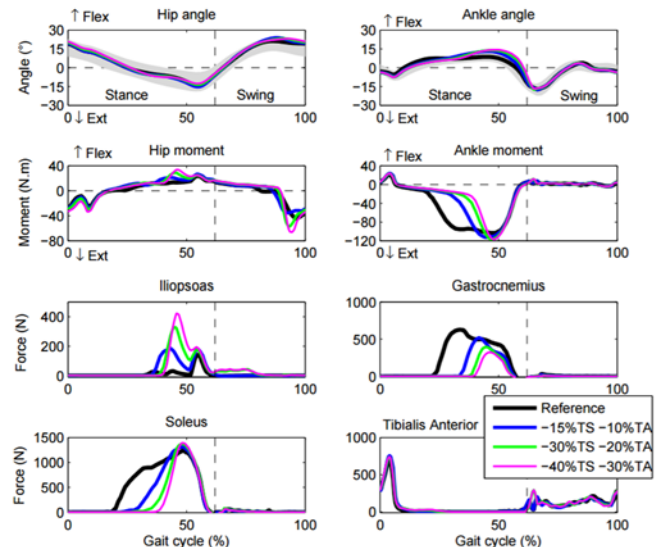 Hip angle
↑ Flex
Angle (°)
30
15
0
−15
−30
Stance
Swing
0 ↓ Ext
50
100
Ankle angle
↑ Flex
30
15
0
−15
−30
Stance
Swing
0 ↓ Ext
50
100
Hip moment
↑ Flex
Moment (N.m)
40
0
−40
−80
0 ↓ Ext
50
100
Ankle moment
↑ Flex
40
0
−40
−80
−120
0 ↓ Ext
50
100
Iliopsoas
Force (N)
400
200
0
0
50
100
Gastrocnemius
1000
500
0
0
Soleus
Force (N)
1500
1000
500
0
0
50
100
Gait cycle (%)
Tibialis Anterior
1000
500
0
0
50
100
Gait cycle (%)
Reference
−15%TS −10%TA
−30%TS −20%TA
−40%TS −30%TA